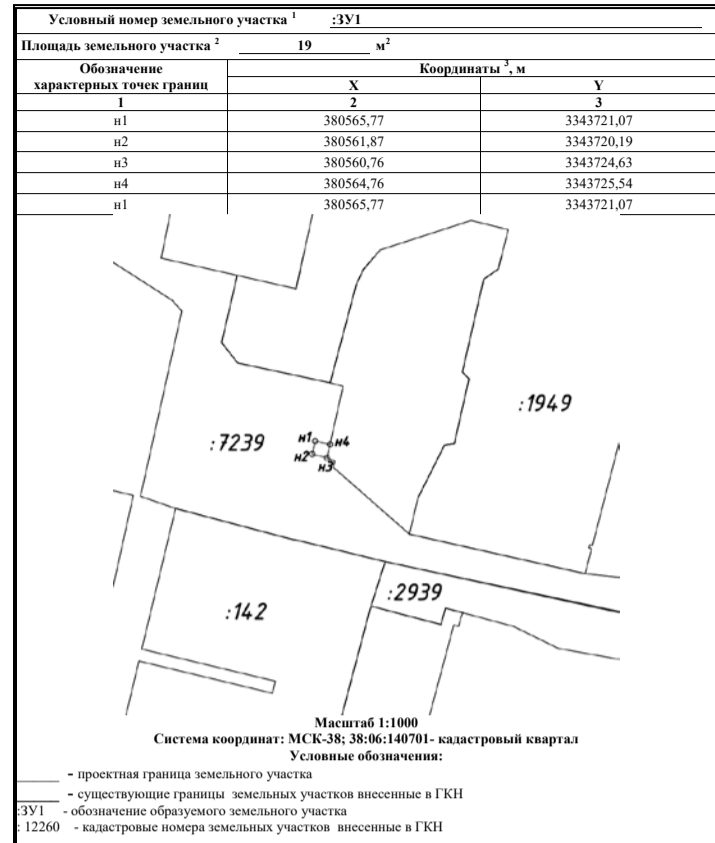 Условный номер земельного участка 1 :ЗУ1
Площадь земельного участка 2 19 м2
Обозначение характерных точек границ
Координаты 3, м
X Y
1 2 3
н1 380565,77 3343721,07
н2 380561,87 3343720,19
н3 380560,76 3343724,63
н4 380564,76 3343725,54
н1 380565,77 3343721,07
:1949
:7239
н1
н4
н2
н3
:2939
:142
Масштаб 1:1000
Система координат: МСК-38; 38:06:140701- кадастровый квартал
Условные обозначения:
- проектная граница земельного участка
- существующие границы земельных участков внесенные в ГКН
:ЗУ1 - обозначение образуемого земельного участка
: 12260 - кадастровые номера земельных участков внесенные в ГКН